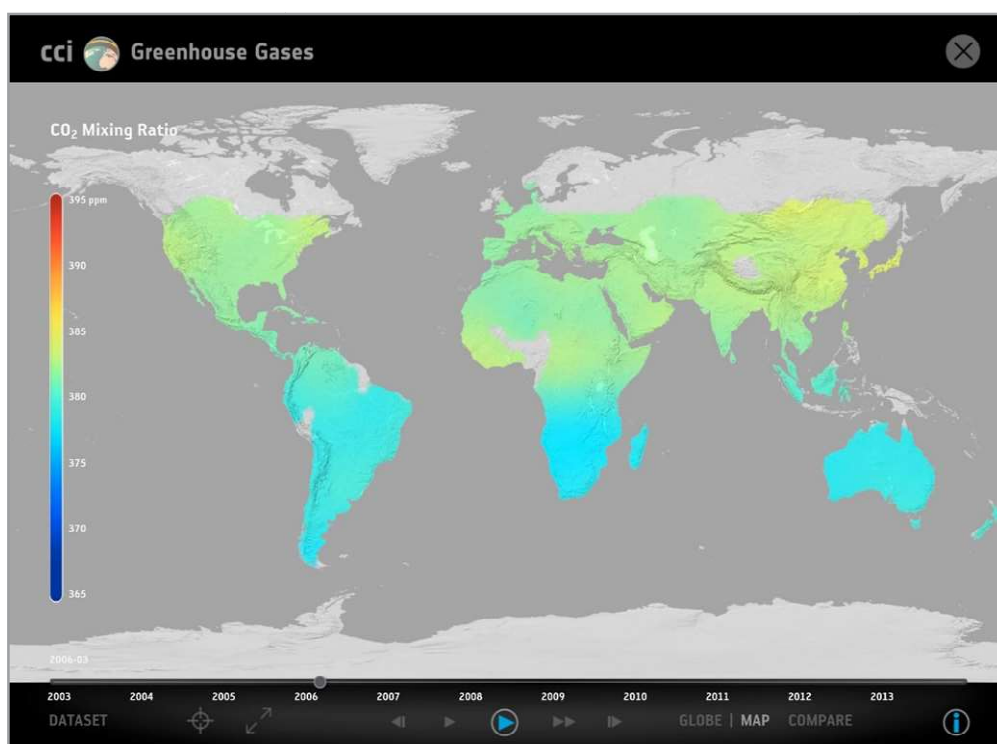 cci Greenhouse Gases
CO₂ Mixing Ratio
395 ppm
390
385
380
375
370
365
2006-03
2003 2004 2005 2006 2007 2008 2009 2010 2011 2012 2013
DATASET GLOBE | MAP COMPARE